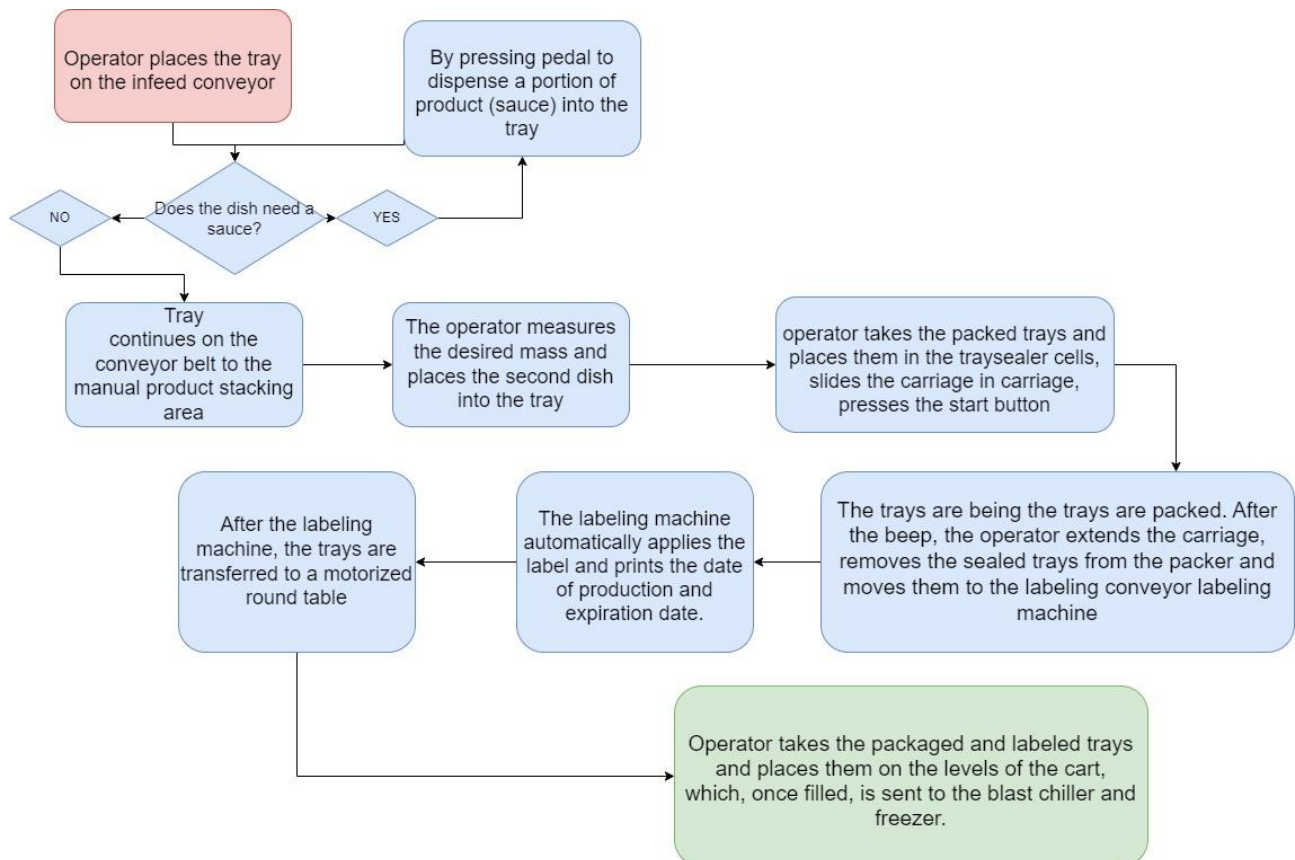 Operator places the tray
on the infeed conveyor
By pressing pedal to
dispense a portion of
product (sauce) into the
tray
Does the dish need a
sauce?
NO
YES
Tray
continues on the
conveyor belt to the
manual product stacking
area
The operator measures
the desired mass and
places the second dish
into the tray
operator takes the packed trays and
places them in the traysealer cells,
slides the carriage in carriage,
presses the start button
The trays are being the trays are packed. After
the beep, the operator extends the carriage,
removes the sealed trays from the packer and
moves them to the labeling conveyor labeling
machine
The labeling machine
automatically applies the
label and prints the date
of production and
expiration date.
After the labeling
machine, the trays are
transferred to a motorized
round table
Operator takes the packaged and labeled trays
and places them on the levels of the cart,
which, once filled, is sent to the blast chiller and
freezer.